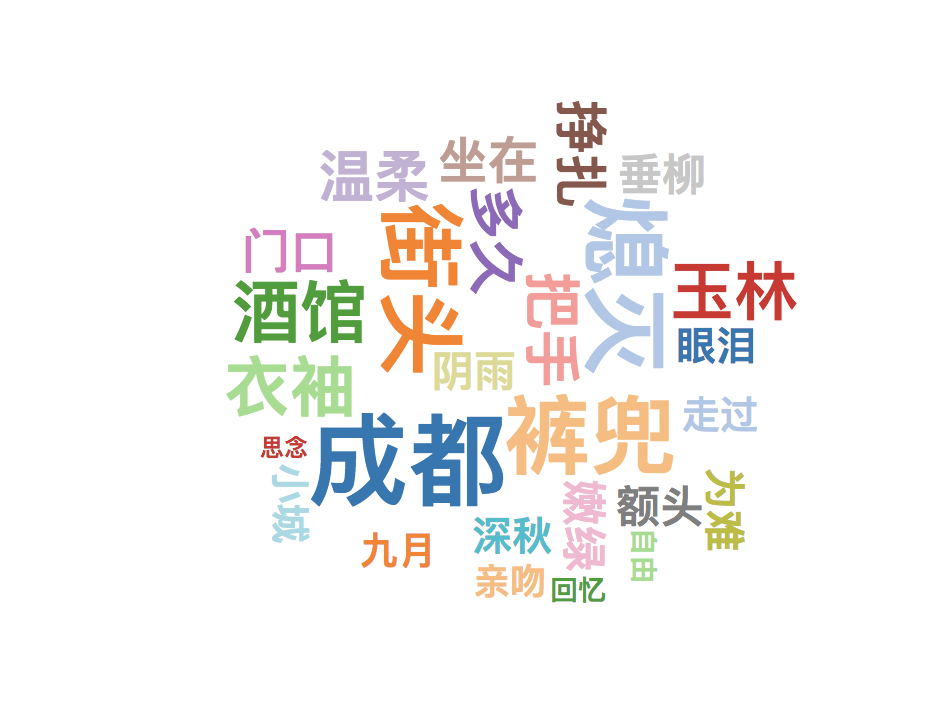 挣扎
坐在
温柔
垂柳
多久
街头
熄灭
门口
玉林
酒馆
把手
眼泪
阴雨
衣袖
裤兜
走过
成都
思念
小城
为难
嫩绿
额头
深秋
九月
自由
亲吻
回忆